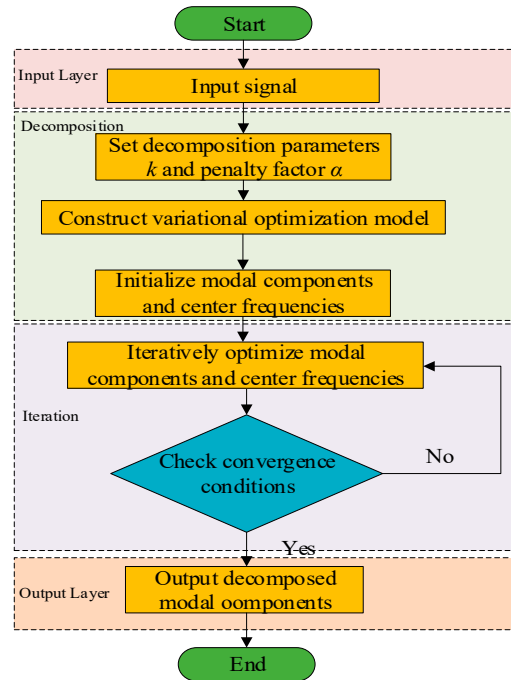 Start
Input Layer
Input signal
Decomposition
Set decomposition parameters
k and penalty factor α
Construct variational optimization model
Initialize modal components
and center frequencies
Iteratively optimize modal
components and center frequencies
Iteration
Check convergence
conditions
No
Yes
Output decomposed
modal oomponents
Output Layer
End